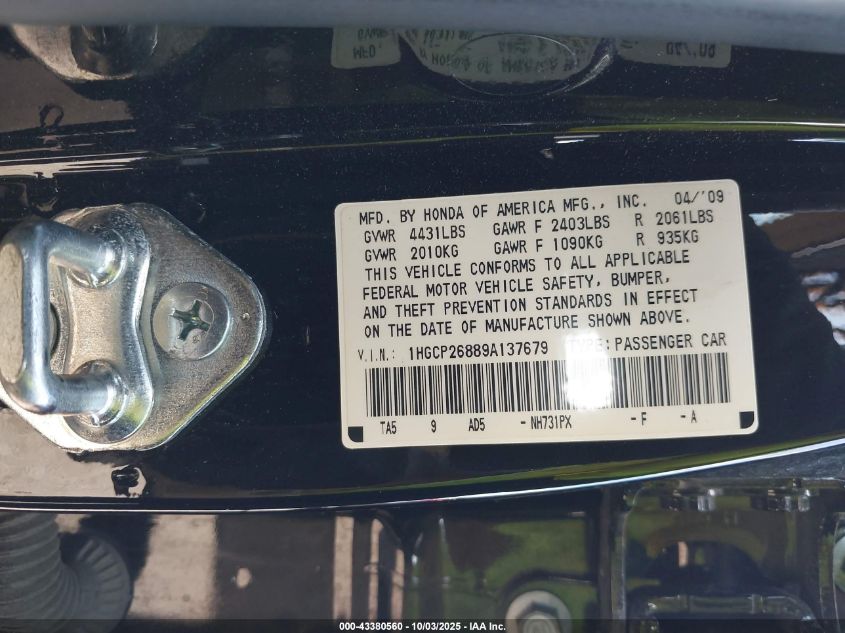 MFD. BY HONDA OF AMERICA MFG., INC. 04/'09
GVWR 4431LBS GAWR F 2403LBS R 2061LBS
GVWR 2010KG GAWR F 1090KG R 935KG
THIS VEHICLE CONFORMS TO ALL APPLICABLE
FEDERAL MOTOR VEHICLE SAFETY, BUMPER,
AND THEFT PREVENTION STANDARDS IN EFFECT
ON THE DATE OF MANUFACTURE SHOWN ABOVE.
V.I.N.: 1HGCP26889A137679 TYPE: PASSENGER CAR
TA5 9 AD5 -NH731PX -F -A
000-43380560 - 10/03/2025 - IAA Inc.